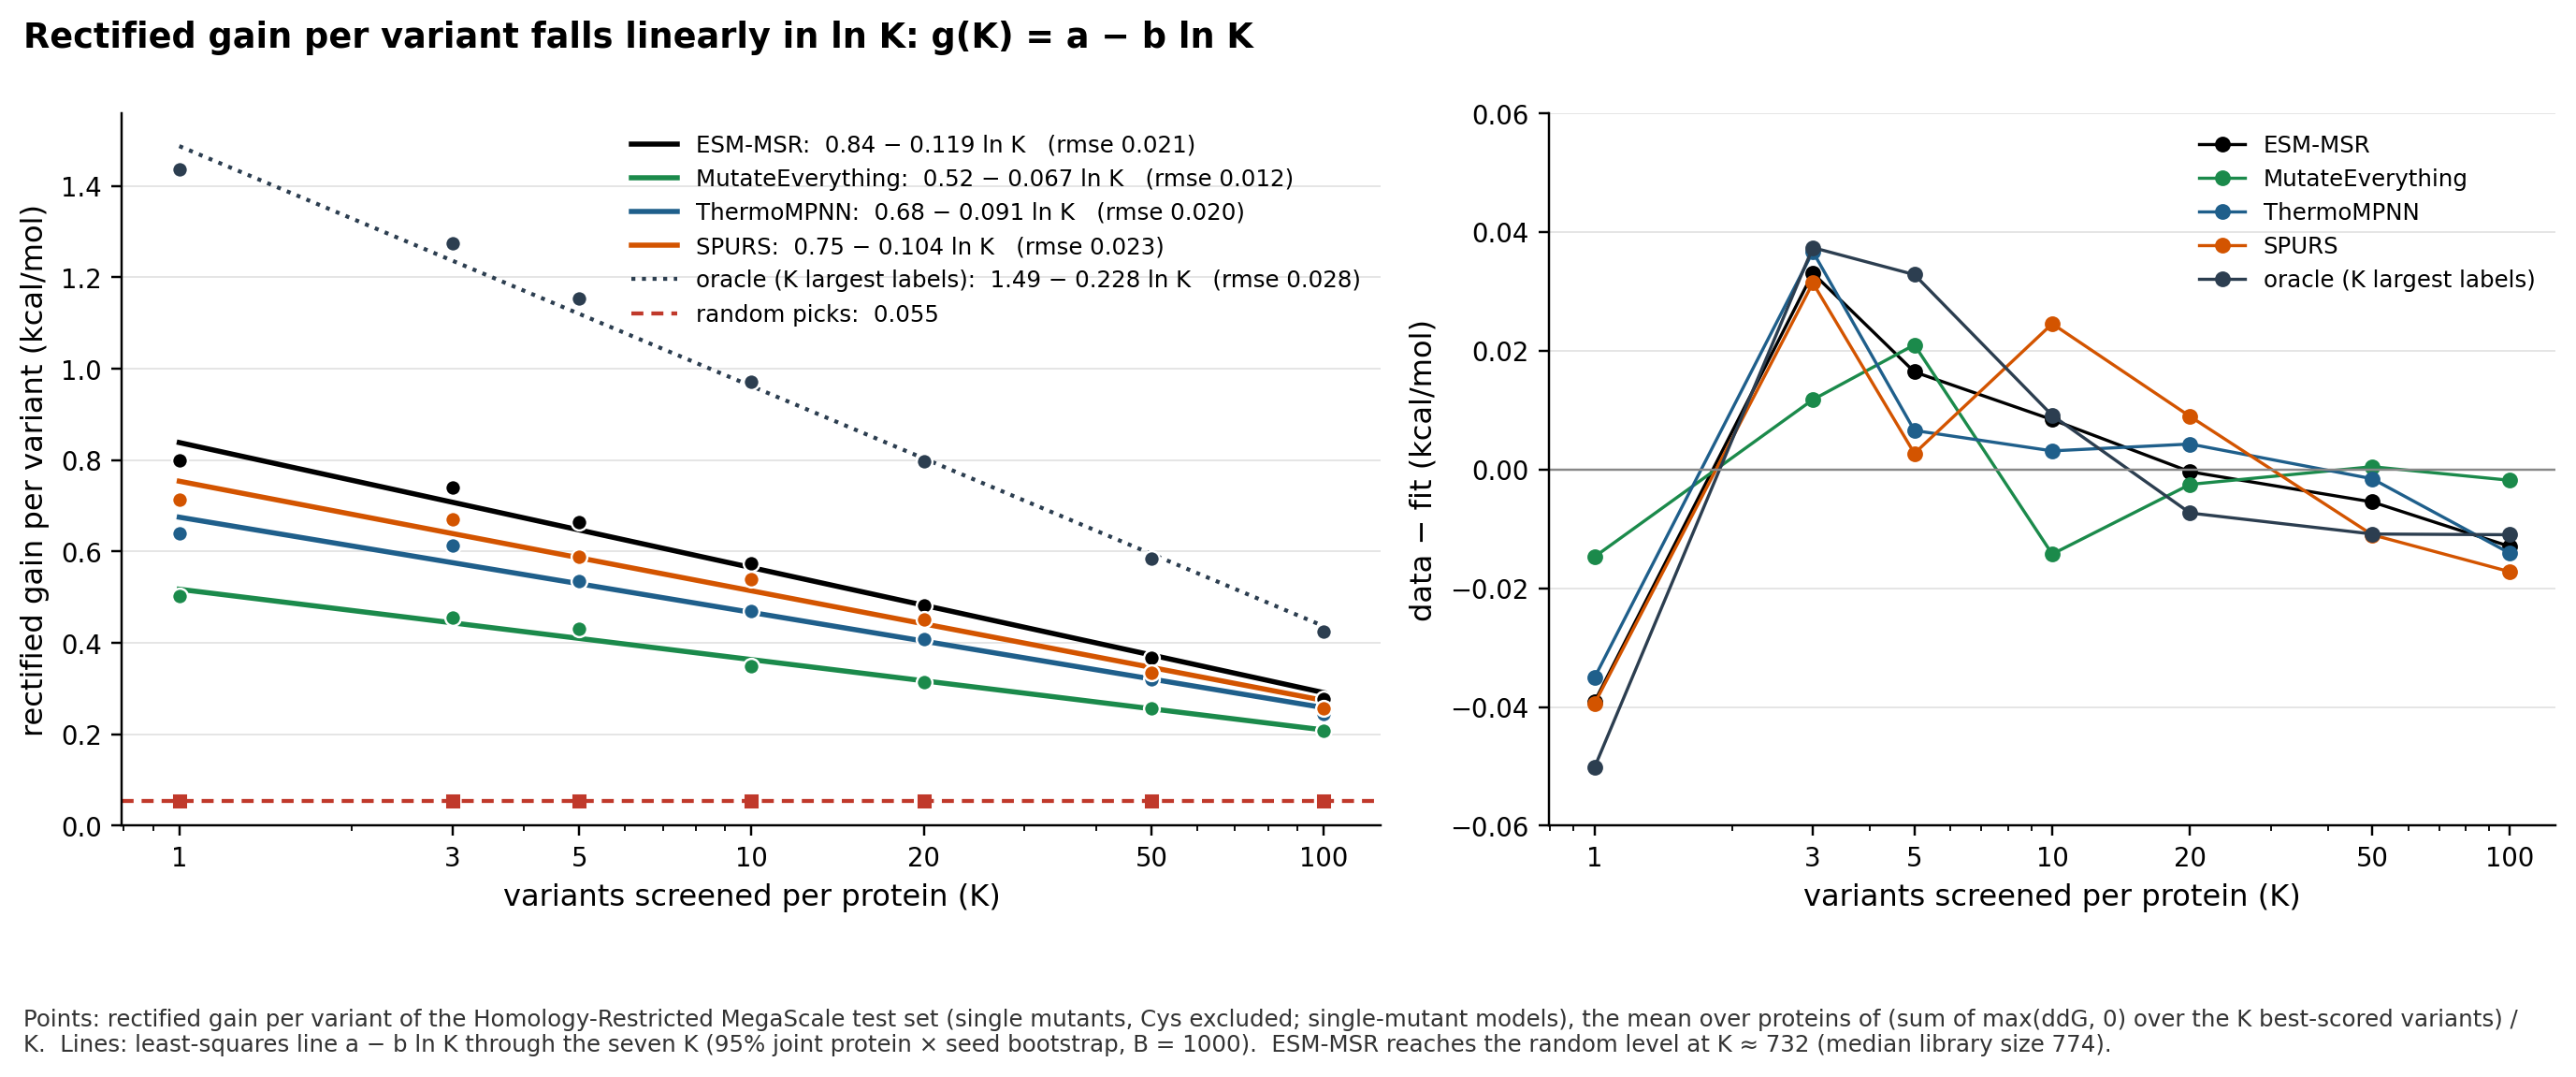 Rectified gain per variant falls linearly in ln K: g(K) = a − b ln K
rectified gain per variant (kcal/mol)
1.4
1.2
1.0
0.8
0.6
0.4
0.2
0.0
ESM-MSR:  0.84 − 0.119 ln K   (rmse 0.021)
MutateEverything:  0.52 − 0.067 ln K   (rmse 0.012)
ThermoMPNN:  0.68 − 0.091 ln K   (rmse 0.020)
SPURS:  0.75 − 0.104 ln K   (rmse 0.023)
oracle (K largest labels):  1.49 − 0.228 ln K   (rmse 0.028)
random picks:  0.055
1 3 5 10 20 50 100
variants screened per protein (K)
data − fit (kcal/mol)
0.06
0.04
0.02
0.00
−0.02
−0.04
−0.06
ESM-MSR
MutateEverything
ThermoMPNN
SPURS
oracle (K largest labels)
1 3 5 10 20 50 100
variants screened per protein (K)
Points: rectified gain per variant of the Homology-Restricted MegaScale test set (single mutants, Cys excluded; single-mutant models), the mean over proteins of (sum of max(ddG, 0) over the K best-scored variants) /
K.  Lines: least-squares line a − b ln K through the seven K (95% joint protein × seed bootstrap, B = 1000).  ESM-MSR reaches the random level at K ≈ 732 (median library size 774).